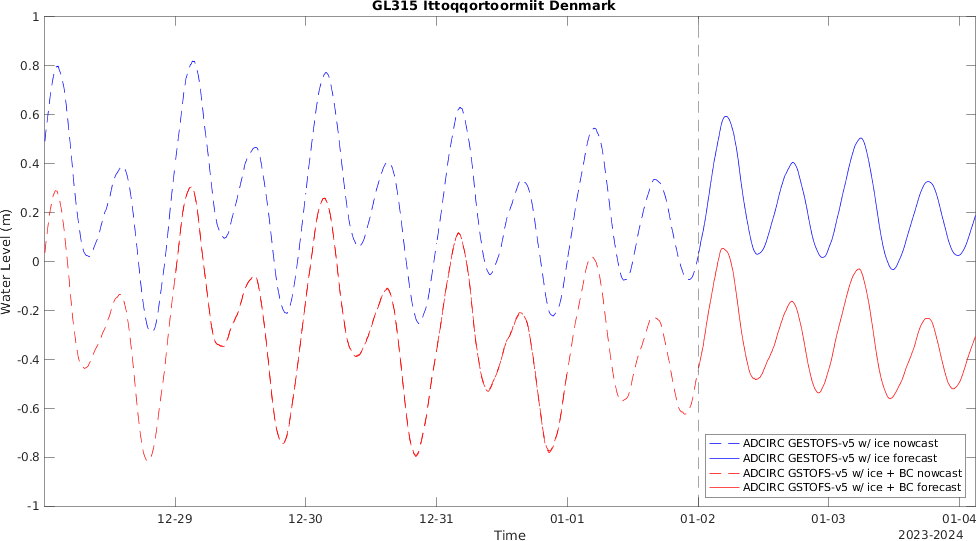 GL315 Ittoqqortoormiit Denmark
1
0.8
0.6
0.4
0.2
0
-0.2
-0.4
-0.6
-0.8
-1
Water Level (m)
ADCIRC GESTOFS-v5 w/ ice nowcast
ADCIRC GESTOFS-v5 w/ ice forecast
ADCIRC GSTOFS-v5 w/ ice + BC nowcast
ADCIRC GSTOFS-v5 w/ ice + BC forecast
12-29 12-30 12-31 01-01 01-02 01-03 01-04
Time
2023-2024